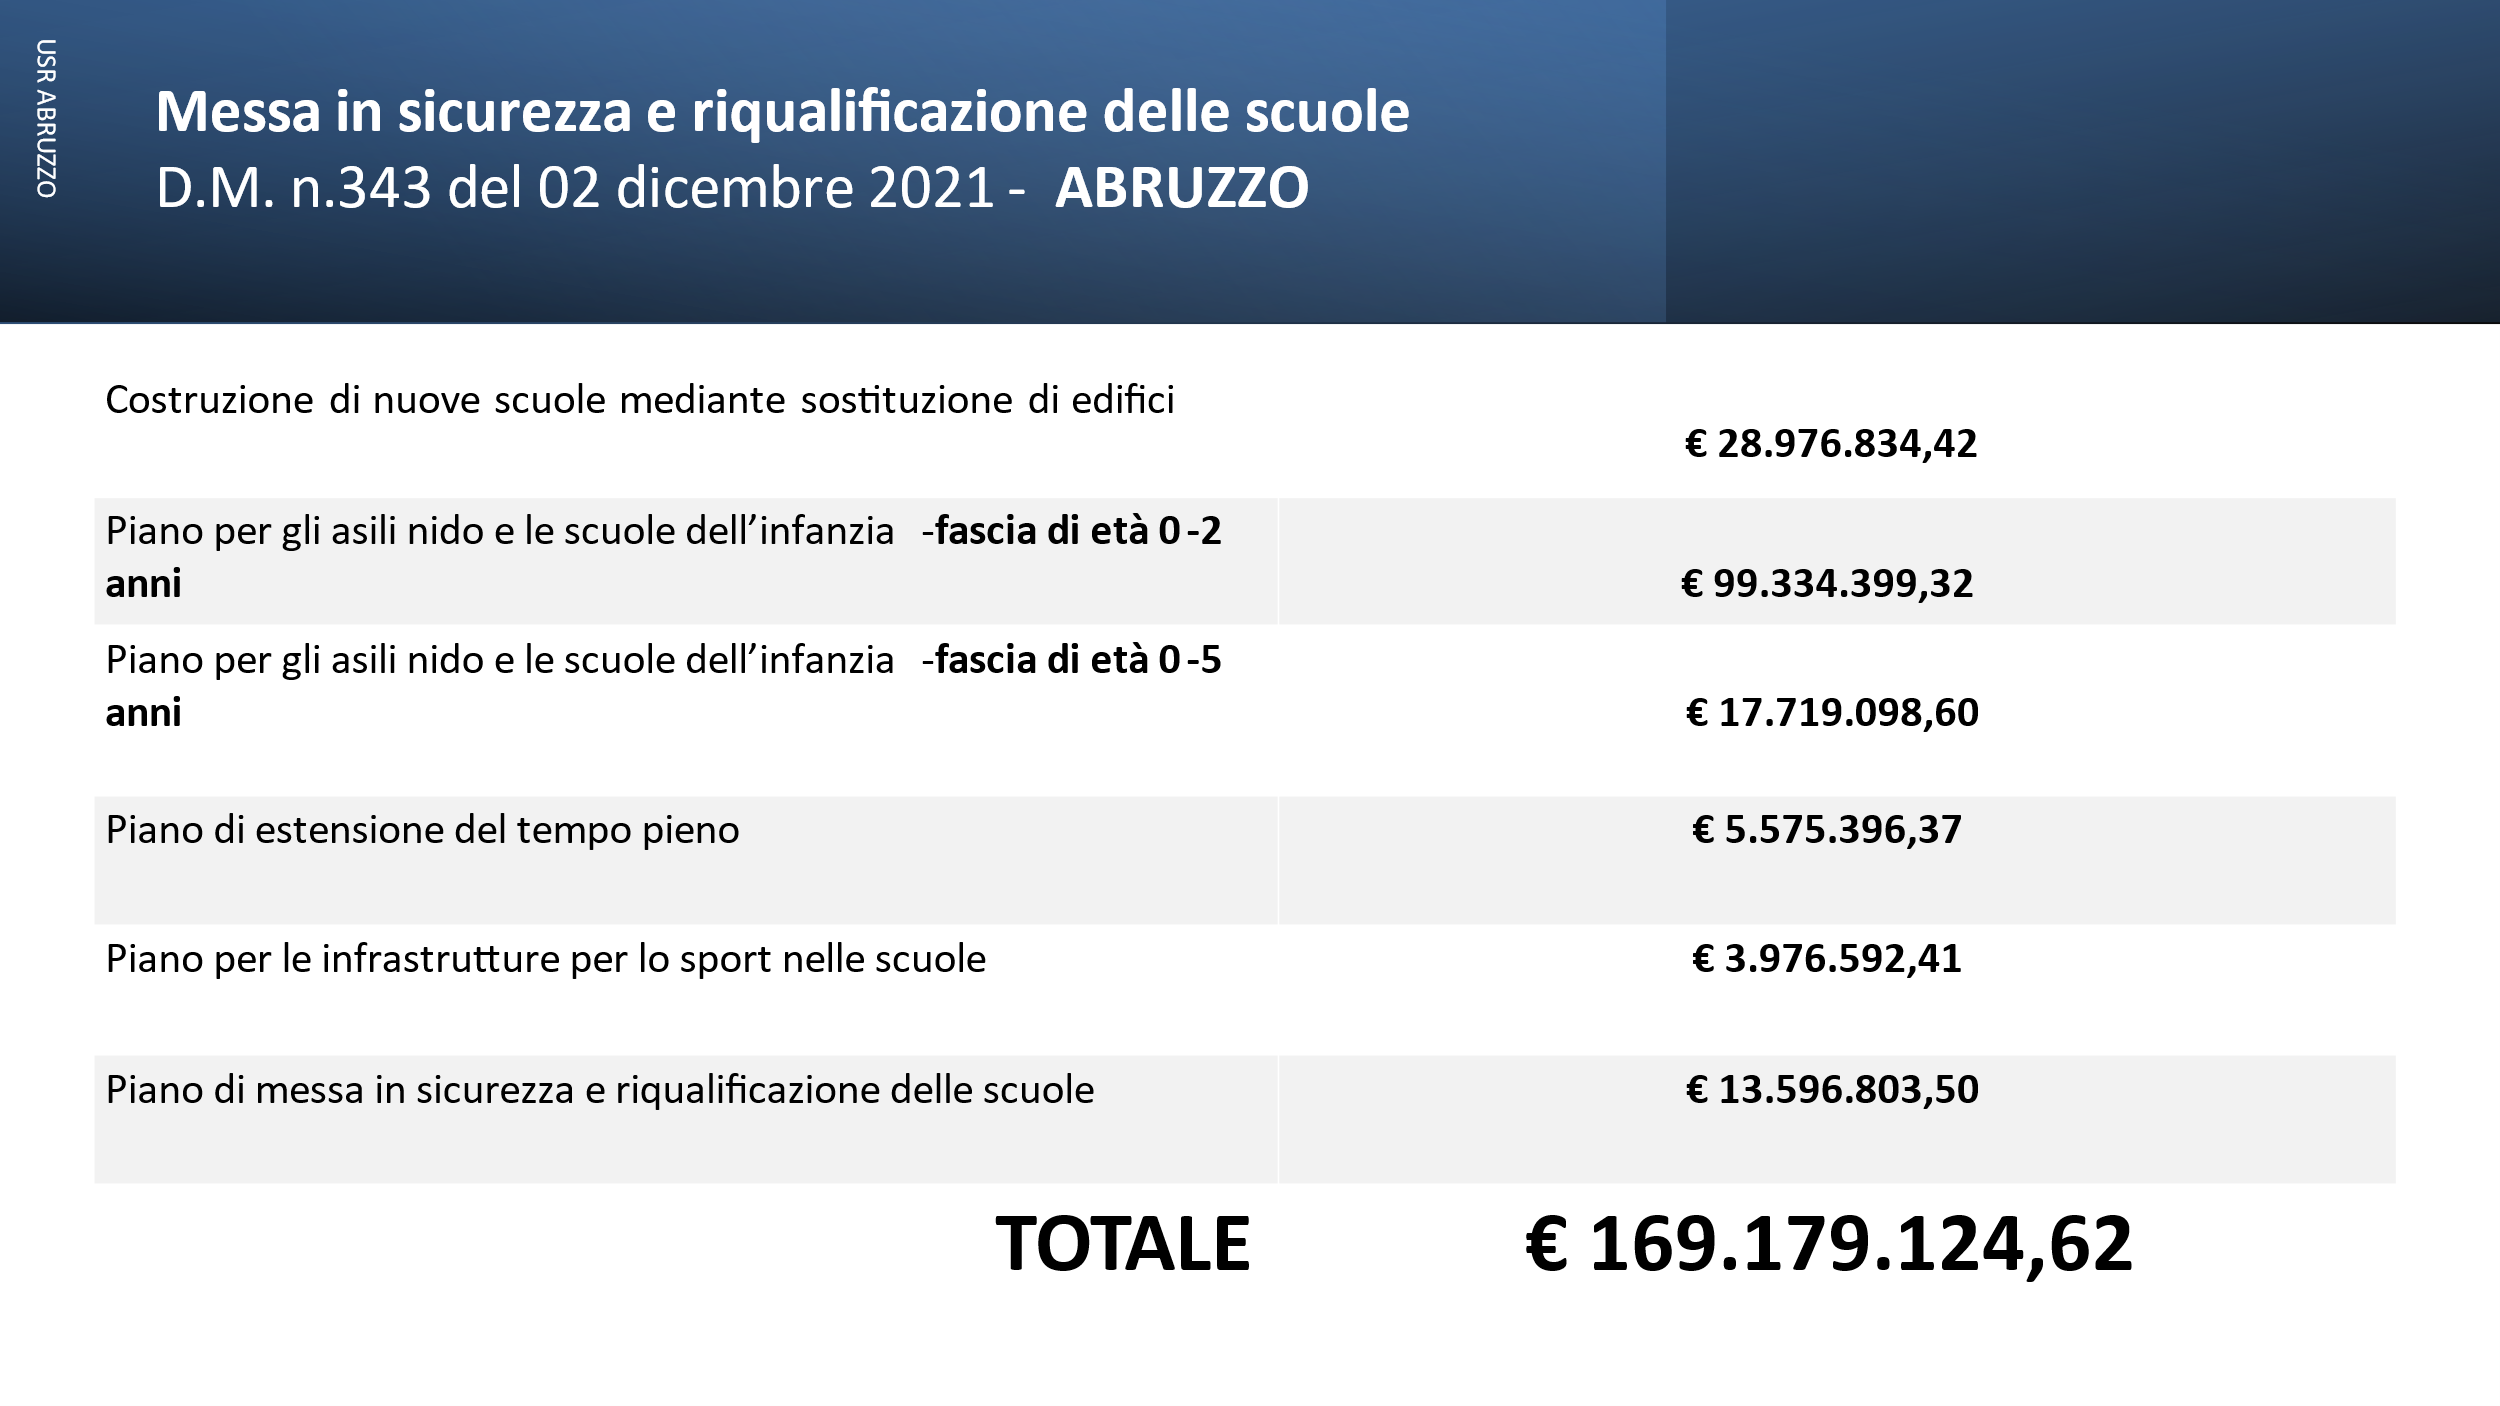 USR ABRUZZO
Messa in sicurezza e riqualificazione delle scuole
D.M. n.343 del 02 dicembre 2021 - ABRUZZO
Costruzione di nuove scuole mediante sostituzione di edifici
€ 28.976.834,42
Piano per gli asili nido e le scuole dell’infanzia -fascia di età 0-2
anni
€ 99.334.399,32
Piano per gli asili nido e le scuole dell’infanzia -fascia di età 0-5
anni
€ 17.719.098,60
Piano di estensione del tempo pieno
€ 5.575.396,37
Piano per le infrastrutture per lo sport nelle scuole
€ 3.976.592,41
Piano di messa in sicurezza e riqualificazione delle scuole
€ 13.596.803,50
TOTALE
€ 169.179.124,62